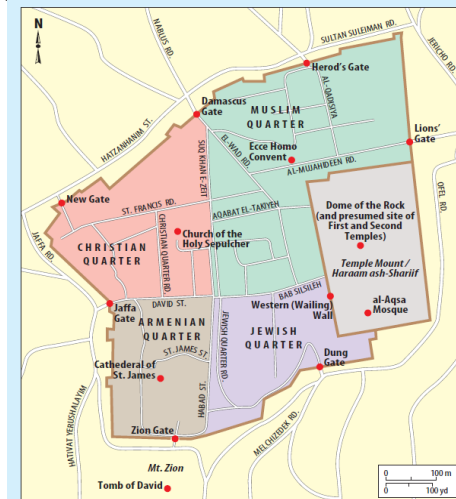 N
NABLUS RD.
SULTAN SULEIMAN RD.
JERICHO RD.
Herod's Gate
AL-QADISIYA
Damascus
Gate
MUSLIM
QUARTER
HATZANHANIM ST.
SUQ KHAN E-ZEIT
EL-WAD RD.
Ecce Homo
Convent
Lions'
Gate
AL-MUJAHIDEEN RD.
OFEL RD.
New Gate
ST. FRANCIS RD.
AQABAT EL-TAKIYEH
Dome of the Rock
(and presumed site of
First and Second
Temples)
JAFFA RD.
CHRISTIAN QUARTER RD.
Church of the
Holy Sepulcher
CHRISTIAN
QUARTER
Temple Mount /
Haraam ash-Shariif
BAB SILSILEH
DAVID ST.
Jaffa
Gate
Western (Wailing)
Wall
al-Aqsa
Mosque
ARMENIAN
QUARTER
JEWISH QUARTER RD.
JEWISH
QUARTER
ST. JAMES ST.
Dung
Gate
Cathederal of
St. James
HABAD ST.
HATIVAT YERUSHALAYIM
MELCHIZEDEK RD.
Zion Gate
Mt. Zion
Tomb of David
0 100 m
0 100 yd